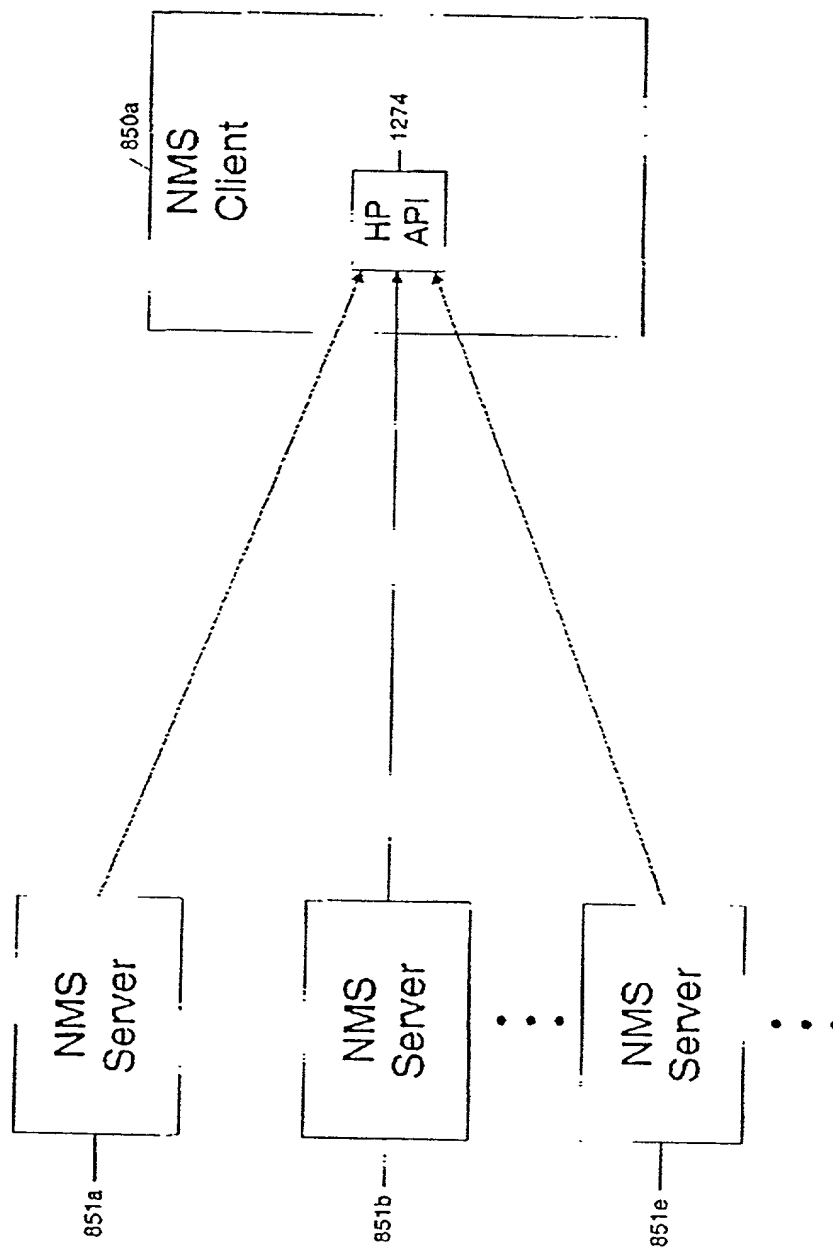 850a
NMS
Client
HP
API
1274
NMS
Server
851a
NMS
Server
851b
NMS
Server
851e